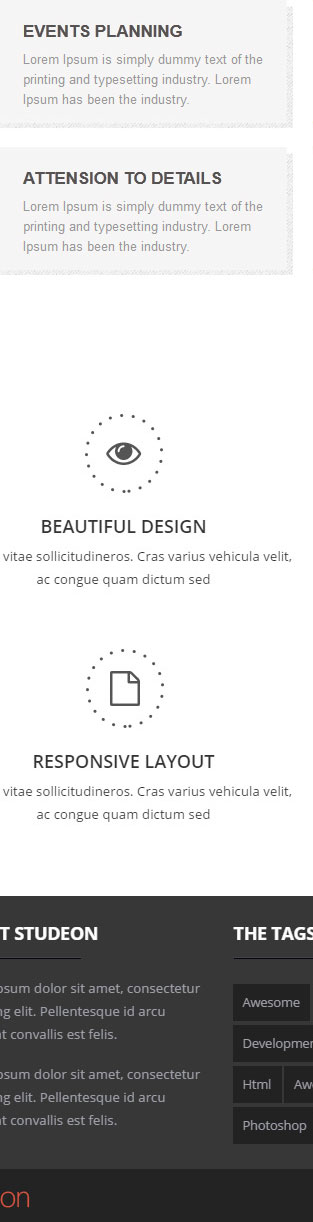 EVENTS PLANNING
Lorem Ipsum is simply dummy text of the
printing and typesetting industry. Lorem
Ipsum has been the industry.
ATTENSION TO DETAILS
Lorem Ipsum is simply dummy text of the
printing and typesetting industry. Lorem
Ipsum has been the industry.
BEAUTIFUL DESIGN
vitae sollicitudineros. Cras varius vehicula velit,
ac congue quam dictum sed
RESPONSIVE LAYOUT
vitae sollicitudineros. Cras varius vehicula velit,
ac congue quam dictum sed
T STUDEON
psum dolor sit amet, consectetur
ng elit. Pellentesque id arcu
at convallis est felis.
psum dolor sit amet, consectetur
ng elit. Pellentesque id arcu
at convallis est felis.
THE TAGS
Awesome
Developmen
Html Aw
Photoshop
on